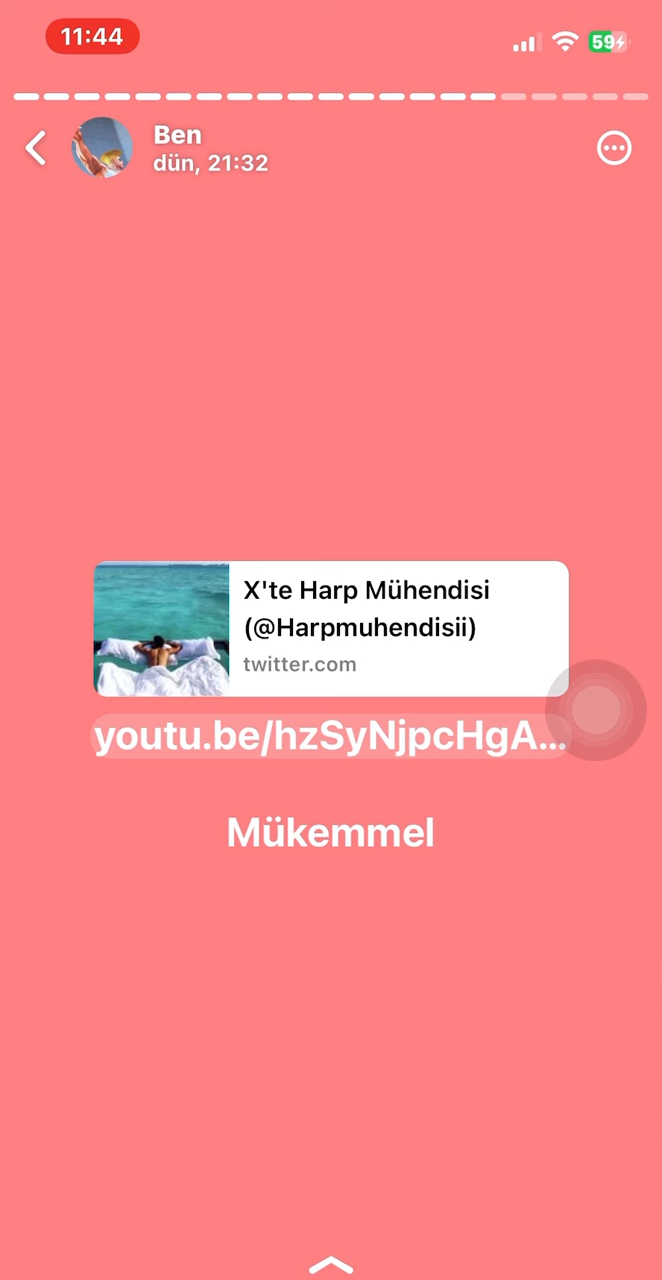 11:44
59
Ben
dün, 21:32
X'te Harp Mühendisi
(@Harpmuhendisii)
twitter.com
youtu.be/hzSyNjpcHgA...
Mükemmel